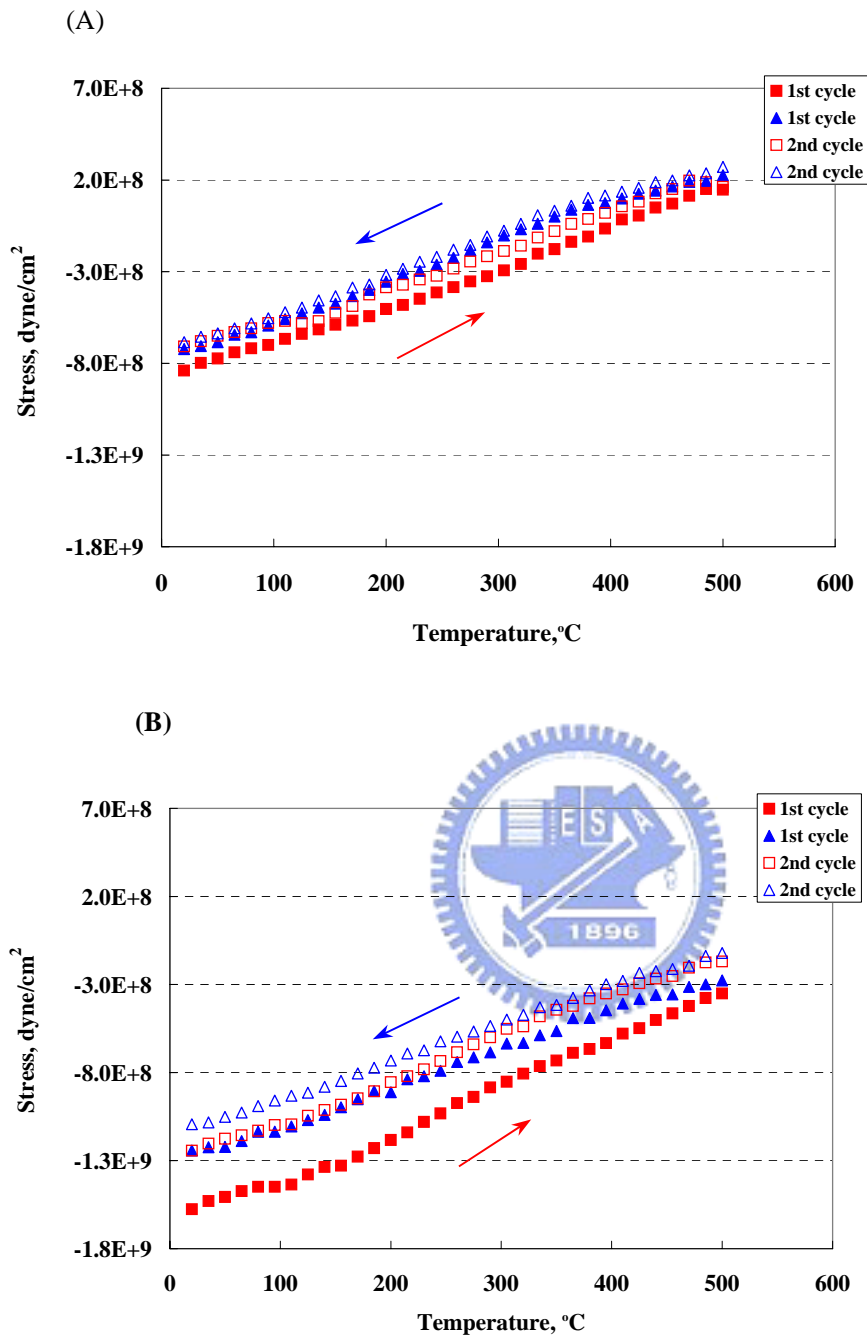 (A)
7.0E+8
2.0E+8
-3.0E+8
-8.0E+8
-1.3E+9
-1.8E+9
Stress, dyne/cm²
0 100 200 300 400 500 600
Temperature,°C
1st cycle
1st cycle
2nd cycle
2nd cycle
(B)
7.0E+8
2.0E+8
-3.0E+8
-8.0E+8
-1.3E+9
-1.8E+9
Stress, dyne/cm²
0 100 200 300 400 500 600
Temperature, °C
1st cycle
1st cycle
2nd cycle
2nd cycle
E S A
1896